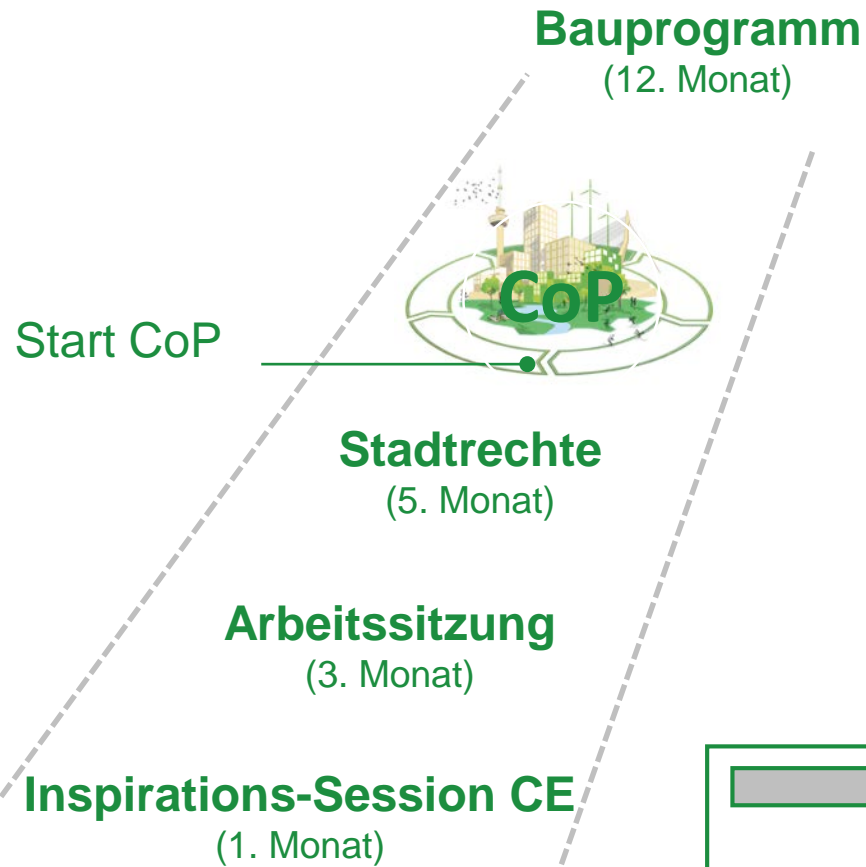 Bauprogramm
(12. Monat)
CoP
Start CoP
Stadtrechte
(5. Monat)
Arbeitssitzung
(3. Monat)
Inspirations-Session CE
(1. Monat)